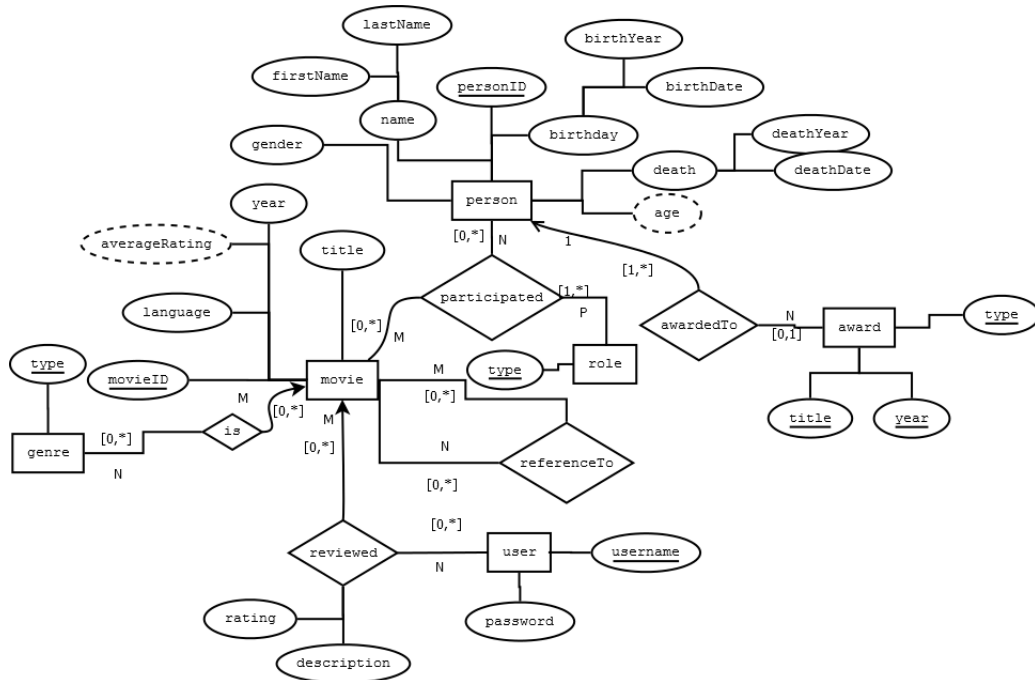 lastName
birthYear
firstName
personID
birthDate
name
birthday
deathYear
gender
death
deathDate
person
year
age
averageRating
title
[0,*]
N
1
[1,*]
participated
[1,*]
language
[0,*]
M
P
awardedTo
N
[0,1]
award
type
type
role
type
movieID
movie
M
[0,*]
M
[0,*]
M
title
year
is
[0,*]
genre
N
[0,*]
N
referenceTo
[0,*]
[0,*]
reviewed
user
username
N
rating
password
description